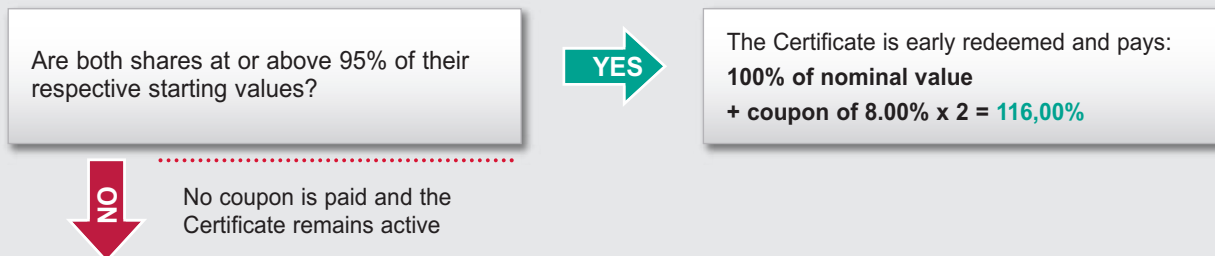 Are both shares at or above 95% of their
respective starting values?
YES
The Certificate is early redeemed and pays:
100% of nominal value
+ coupon of 8.00% x 2 = 116,00%
NO
No coupon is paid and the
Certificate remains active